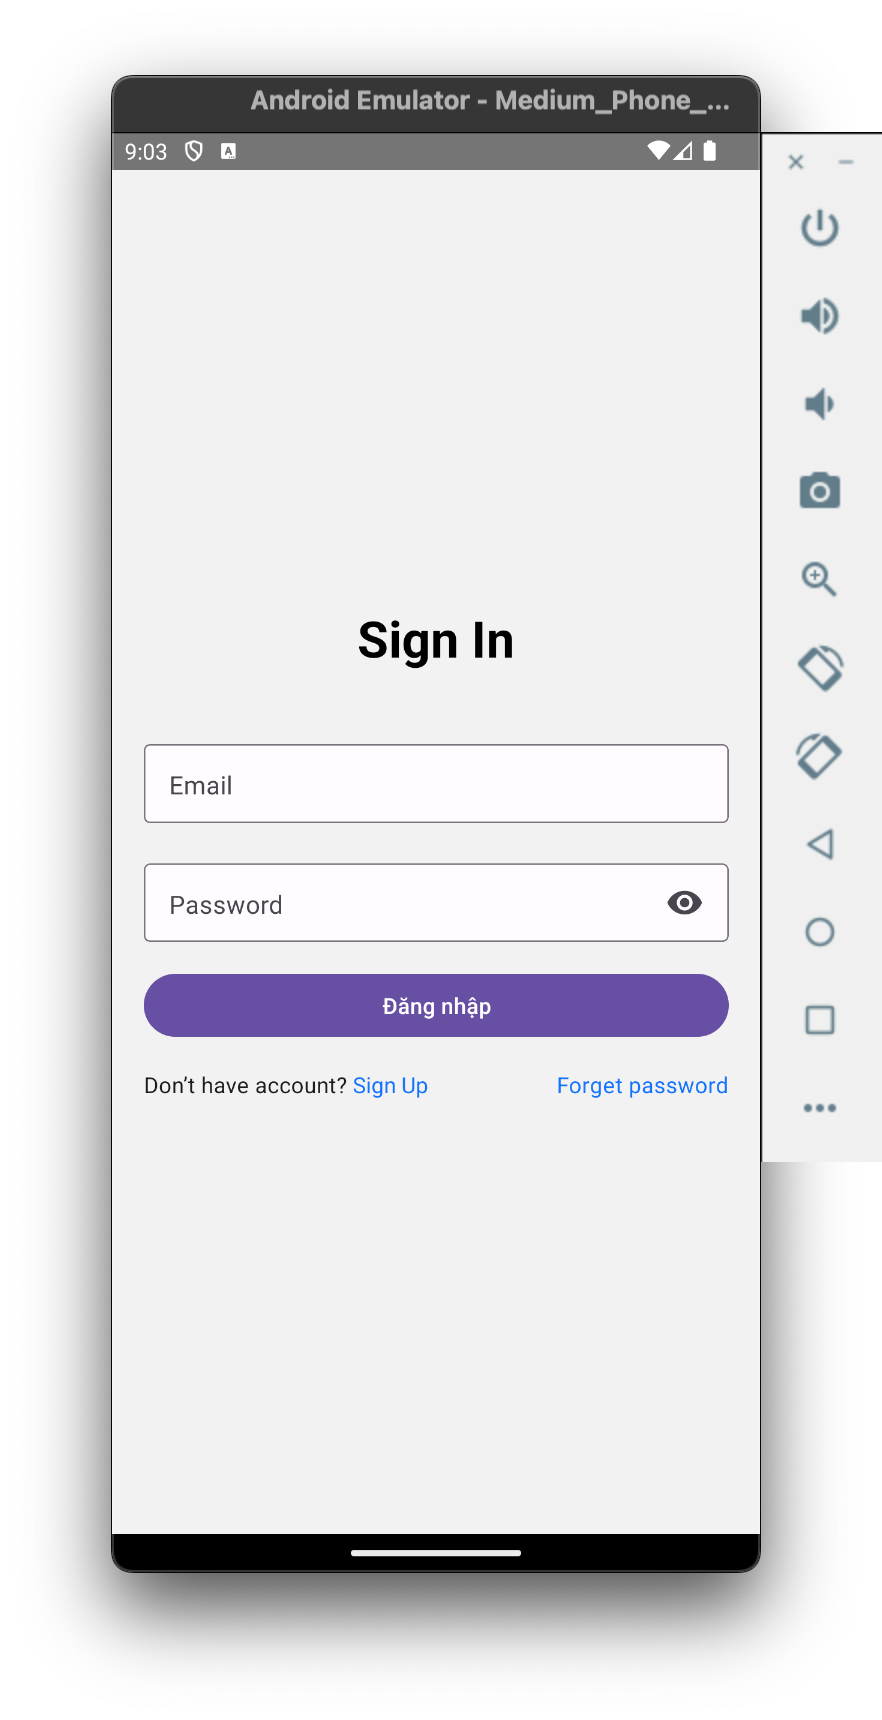 Android Emulator - Medium_Phone_...
9:03 A
Sign In
Email
Password
Đăng nhập
Don’t have account? Sign Up Forget password